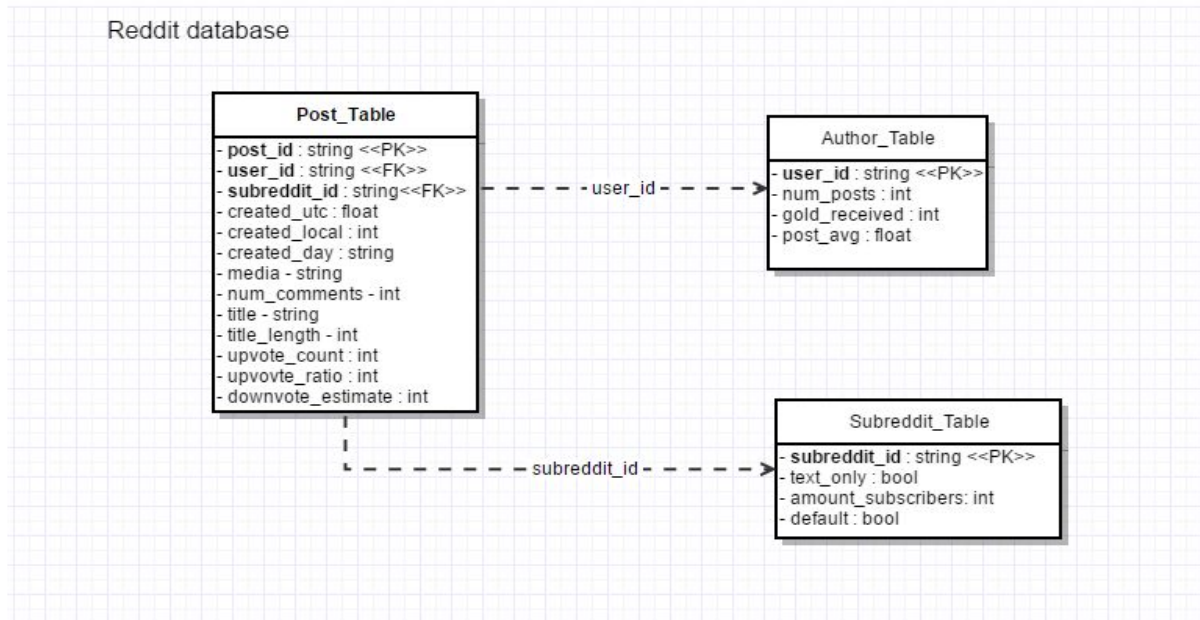 Reddit database
Post_Table
- post_id : string <<PK>>
- user_id : string <<FK>>
- subreddit_id : string<<FK>>
- created_utc : float
- created_local : int
- created_day : string
- media - string
- num_comments - int
- title - string
- title_length - int
- upvote_count : int
- upvovte_ratio : int
- downvote_estimate : int
user_id
Author_Table
- user_id : string <<PK>>
- num_posts : int
- gold_received : int
- post_avg : float
subreddit_id
Subreddit_Table
- subreddit_id : string <<PK>>
- text_only : bool
- amount_subscribers: int
- default : bool